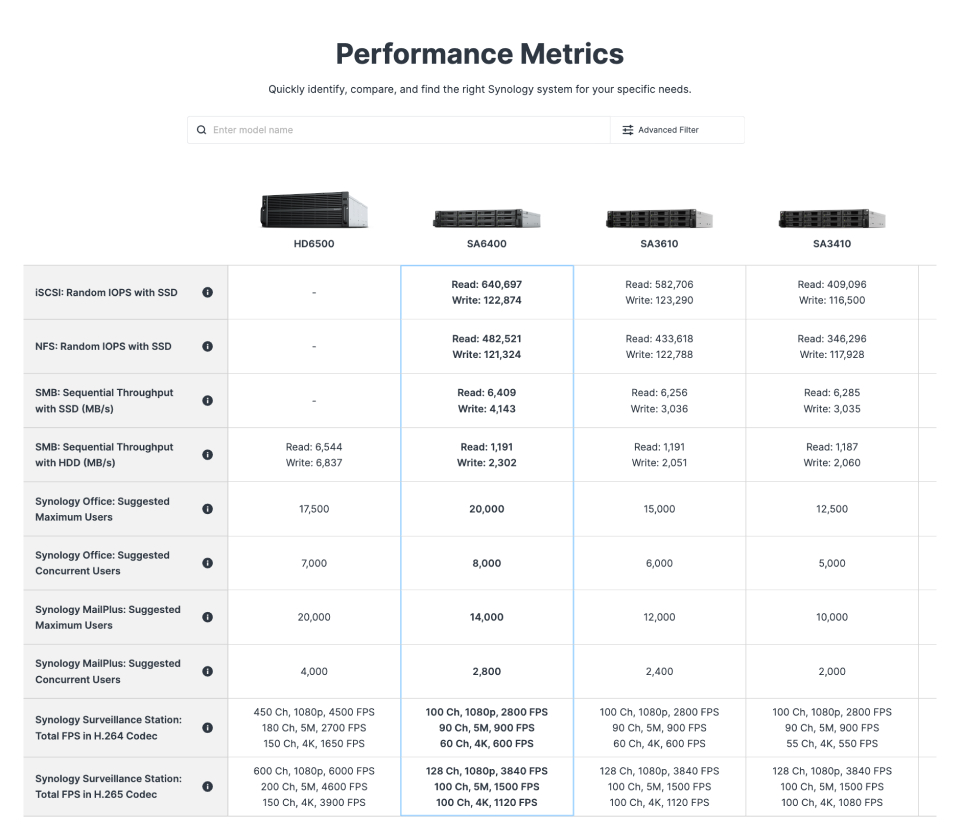 Performance Metrics
Quickly identify, compare, and find the right Synology system for your specific needs.
Enter model name
Advanced Filter
HD6500
SA6400
SA3610
SA3410
iSCSI: Random IOPS with SSD
-
Read: 640,697
Write: 122,874
Read: 582,706
Write: 123,290
Read: 409,096
Write: 116,500
NFS: Random IOPS with SSD
-
Read: 482,521
Write: 121,324
Read: 433,618
Write: 122,788
Read: 346,296
Write: 117,928
SMB: Sequential Throughput
with SSD (MB/s)
-
Read: 6,409
Write: 4,143
Read: 6,256
Write: 3,036
Read: 6,285
Write: 3,035
SMB: Sequential Throughput
with HDD (MB/s)
Read: 6,544
Write: 6,837
Read: 1,191
Write: 2,302
Read: 1,191
Write: 2,051
Read: 1,187
Write: 2,060
Synology Office: Suggested
Maximum Users
17,500
20,000
15,000
12,500
Synology Office: Suggested
Concurrent Users
7,000
8,000
6,000
5,000
Synology MailPlus: Suggested
Maximum Users
20,000
14,000
12,000
10,000
Synology MailPlus: Suggested
Concurrent Users
4,000
2,800
2,400
2,000
Synology Surveillance Station:
Total FPS in H.264 Codec
450 Ch, 1080p, 4500 FPS
180 Ch, 5M, 2700 FPS
150 Ch, 4K, 1650 FPS
100 Ch, 1080p, 2800 FPS
90 Ch, 5M, 900 FPS
60 Ch, 4K, 600 FPS
100 Ch, 1080p, 2800 FPS
90 Ch, 5M, 900 FPS
60 Ch, 4K, 600 FPS
100 Ch, 1080p, 2800 FPS
90 Ch, 5M, 900 FPS
55 Ch, 4K, 550 FPS
Synology Surveillance Station:
Total FPS in H.265 Codec
600 Ch, 1080p, 6000 FPS
200 Ch, 5M, 4600 FPS
150 Ch, 4K, 3900 FPS
128 Ch, 1080p, 3840 FPS
100 Ch, 5M, 1500 FPS
100 Ch, 4K, 1120 FPS
128 Ch, 1080p, 3840 FPS
100 Ch, 5M, 1500 FPS
100 Ch, 4K, 1120 FPS
128 Ch, 1080p, 3840 FPS
100 Ch, 5M, 1500 FPS
100 Ch, 4K, 1080 FPS